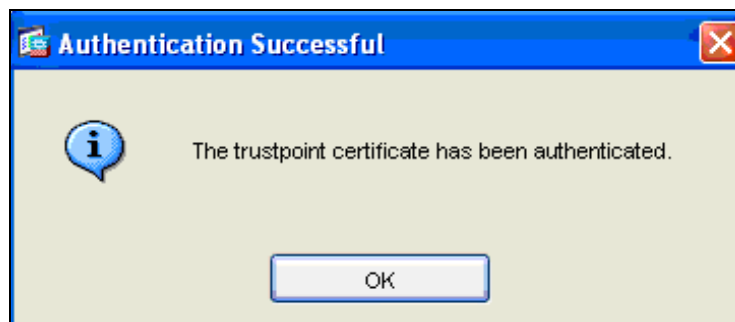 Authentication Successful
The trustpoint certificate has been authenticated.
OK